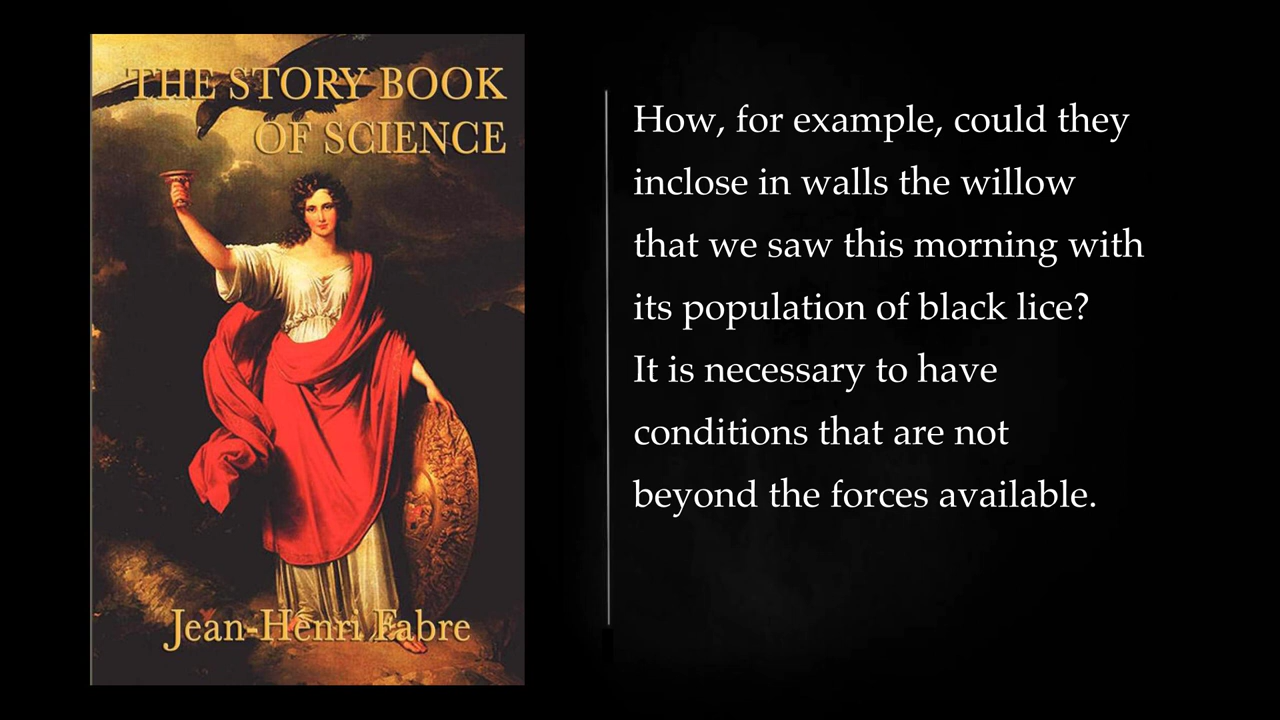 THE STORY BOOK
OF SCIENCE
Jean-Henri Fabre
How, for example, could they
inclose in walls the willow
that we saw this morning with
its population of black lice?
It is necessary to have
conditions that are not
beyond the forces available.